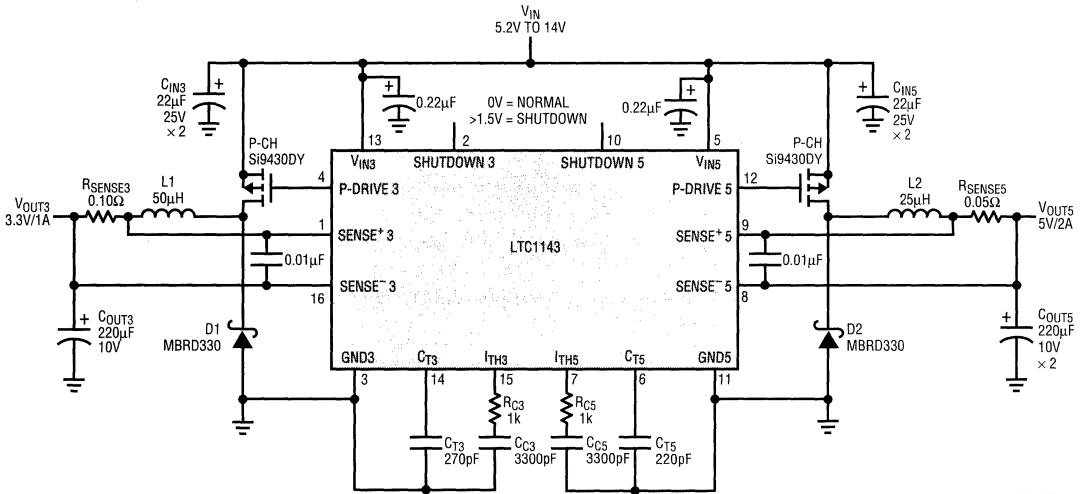 VIN
5.2V TO 14V
CIN3
22µF
25V
× 2
+
+
0.22µF
0V = NORMAL
>1.5V = SHUTDOWN
0.22µF
+
+
CIN5
22µF
25V
× 2
P-CH
Si9430DY
13
2
10
5
P-CH
Si9430DY
VIN3
SHUTDOWN 3
SHUTDOWN 5
VIN5
4
P-DRIVE 3
P-DRIVE 5
12
VOUT3
3.3V/1A
RSENSE3
0.10Ω
L1
50µH
L2
25µH
RSENSE5
0.05Ω
VOUT5
5V/2A
1
SENSE+ 3
LTC1143
SENSE+ 5
9
0.01µF
0.01µF
16
SENSE– 3
SENSE– 5
8
+
COUT3
220µF
10V
D1
MBRD330
D2
MBRD330
+
COUT5
220µF
10V
× 2
GND3
CT3
ITH3
ITH5
CT5
GND5
3
14
15
7
6
11
RC3
1k
RC5
1k
CT3
270pF
CC3
3300pF
CC5
3300pF
CT5
220pF